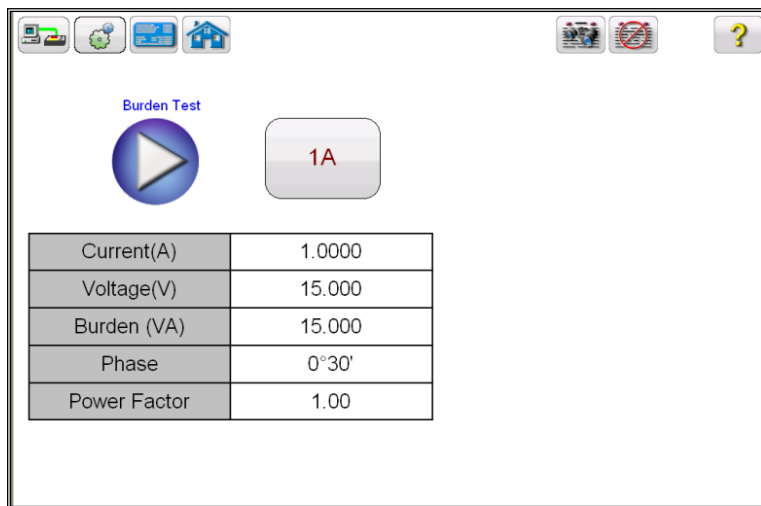 ?
Burden Test
1A
Current(A) 1.0000
Voltage(V) 15.000
Burden (VA) 15.000
Phase 0°30'
Power Factor 1.00